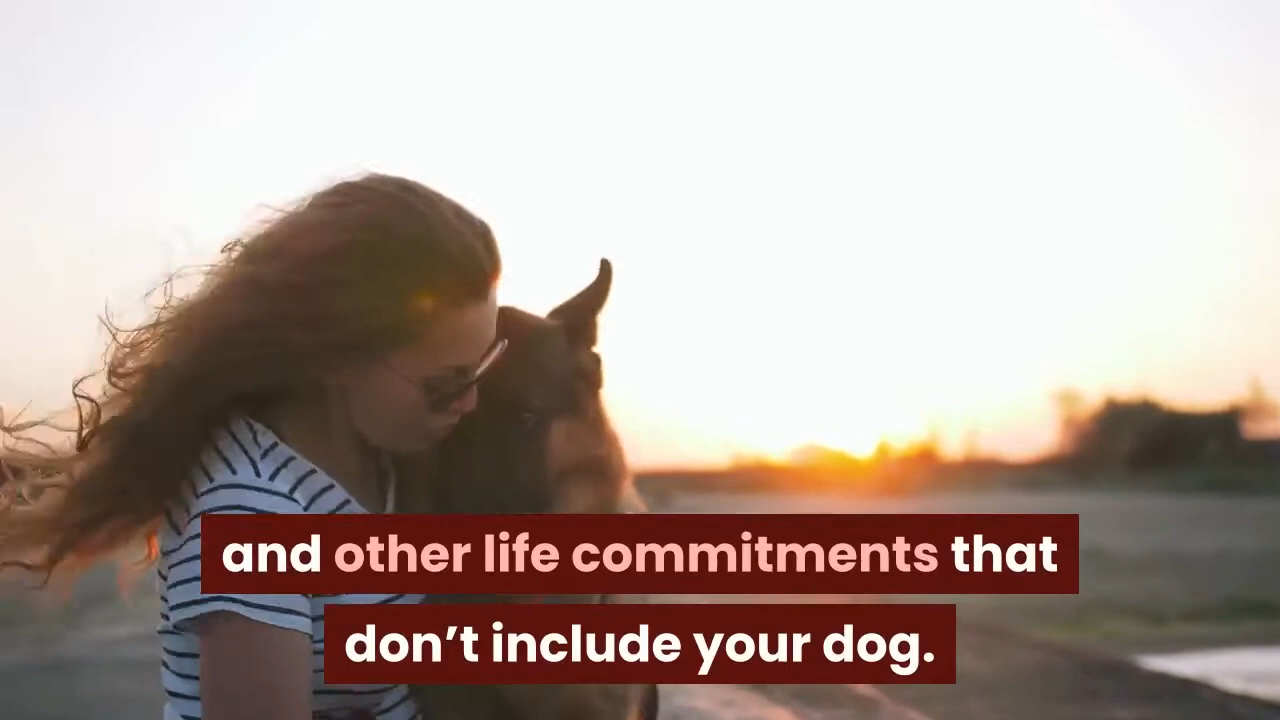 and other life commitments that
don’t include your dog.